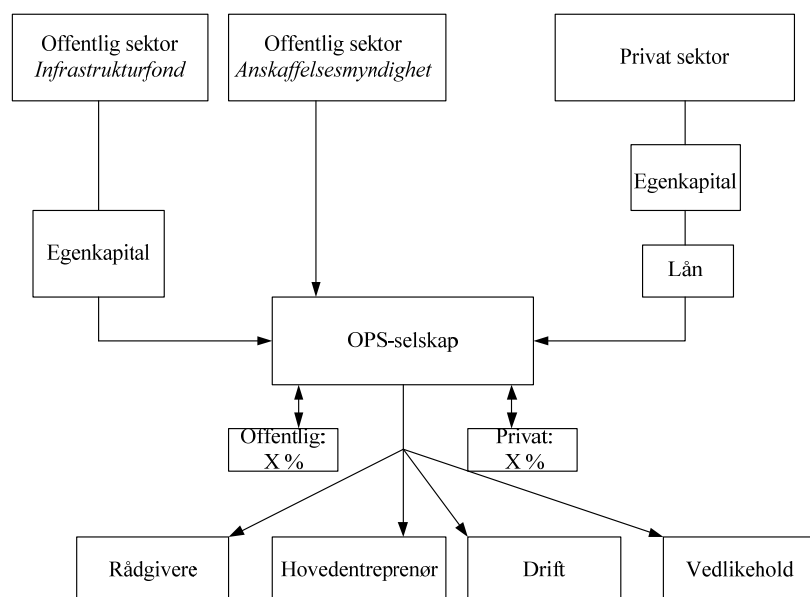 Offentlig sektor
Infrastrukturfond
Offentlig sektor
Anskaffelsesmyndighet
Privat sektor
Egenkapital
Egenkapital
Lån
OPS-selskap
Offentlig:
X %
Privat:
X %
Rådgivere
Hovedentreprenør
Drift
Vedlikehold